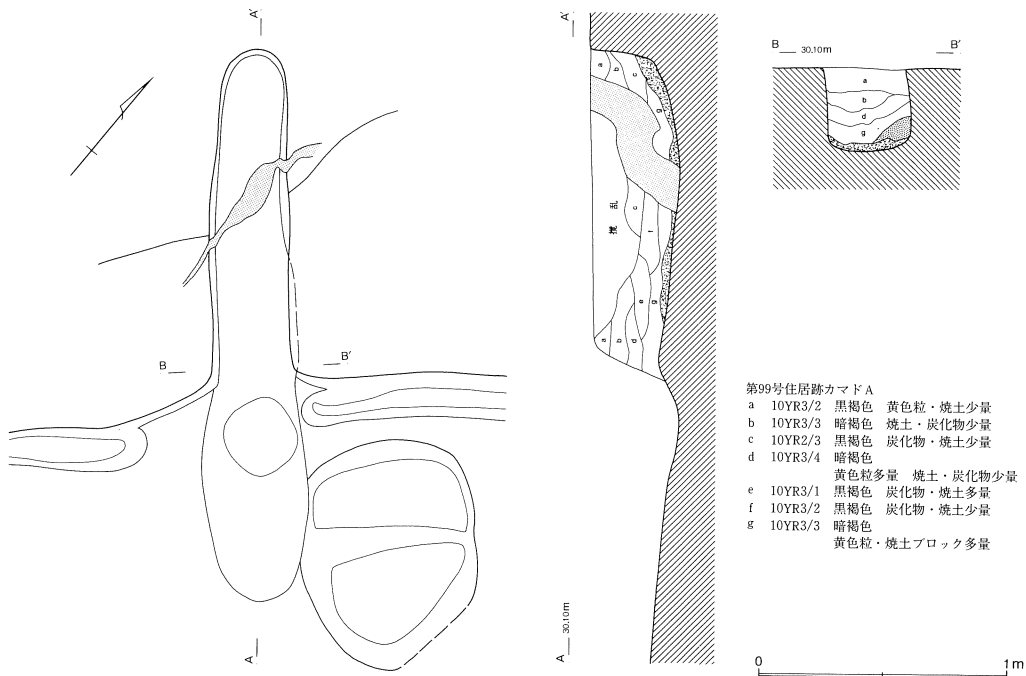 A′
A′
B 30.10m B′
a
b
c
g
a
b
d
g
c
f
撹乱
e
g
a
b
d
B B′
第99号住居跡カマドA
a 10YR3/2 黒褐色 黄色粒・焼土少量
b 10YR3/3 暗褐色 焼土・炭化物少量
c 10YR2/3 黒褐色 炭化物・焼土少量
d 10YR3/4 暗褐色
黄色粒多量 焼土・炭化物少量
e 10YR3/1 黒褐色 炭化物・焼土多量
f 10YR3/2 黒褐色 炭化物・焼土少量
g 10YR3/3 暗褐色
黄色粒・焼土ブロック多量
A
A 30.10m
0 1m